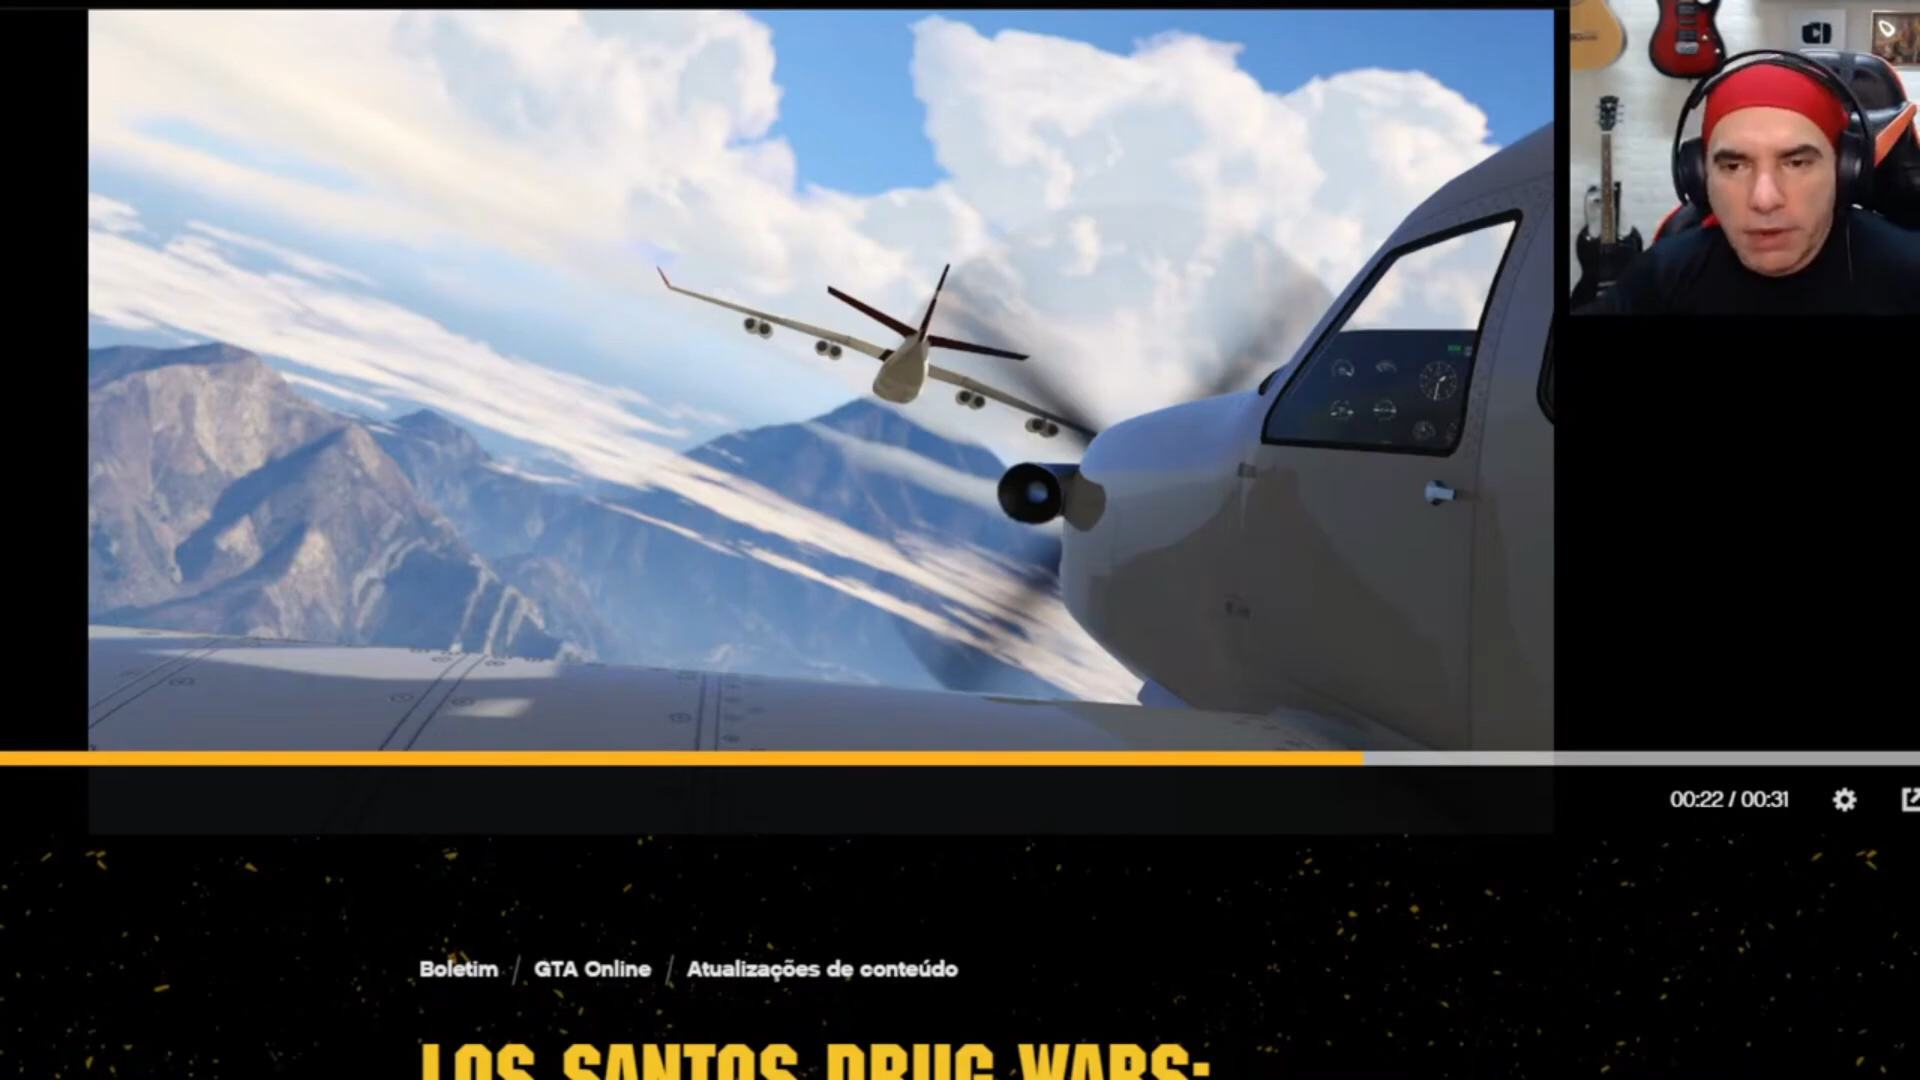 00:22 / 00:31
Boletim / GTA Online / Atualizações de conteúdo
LOS SANTOS DRUG WARS: